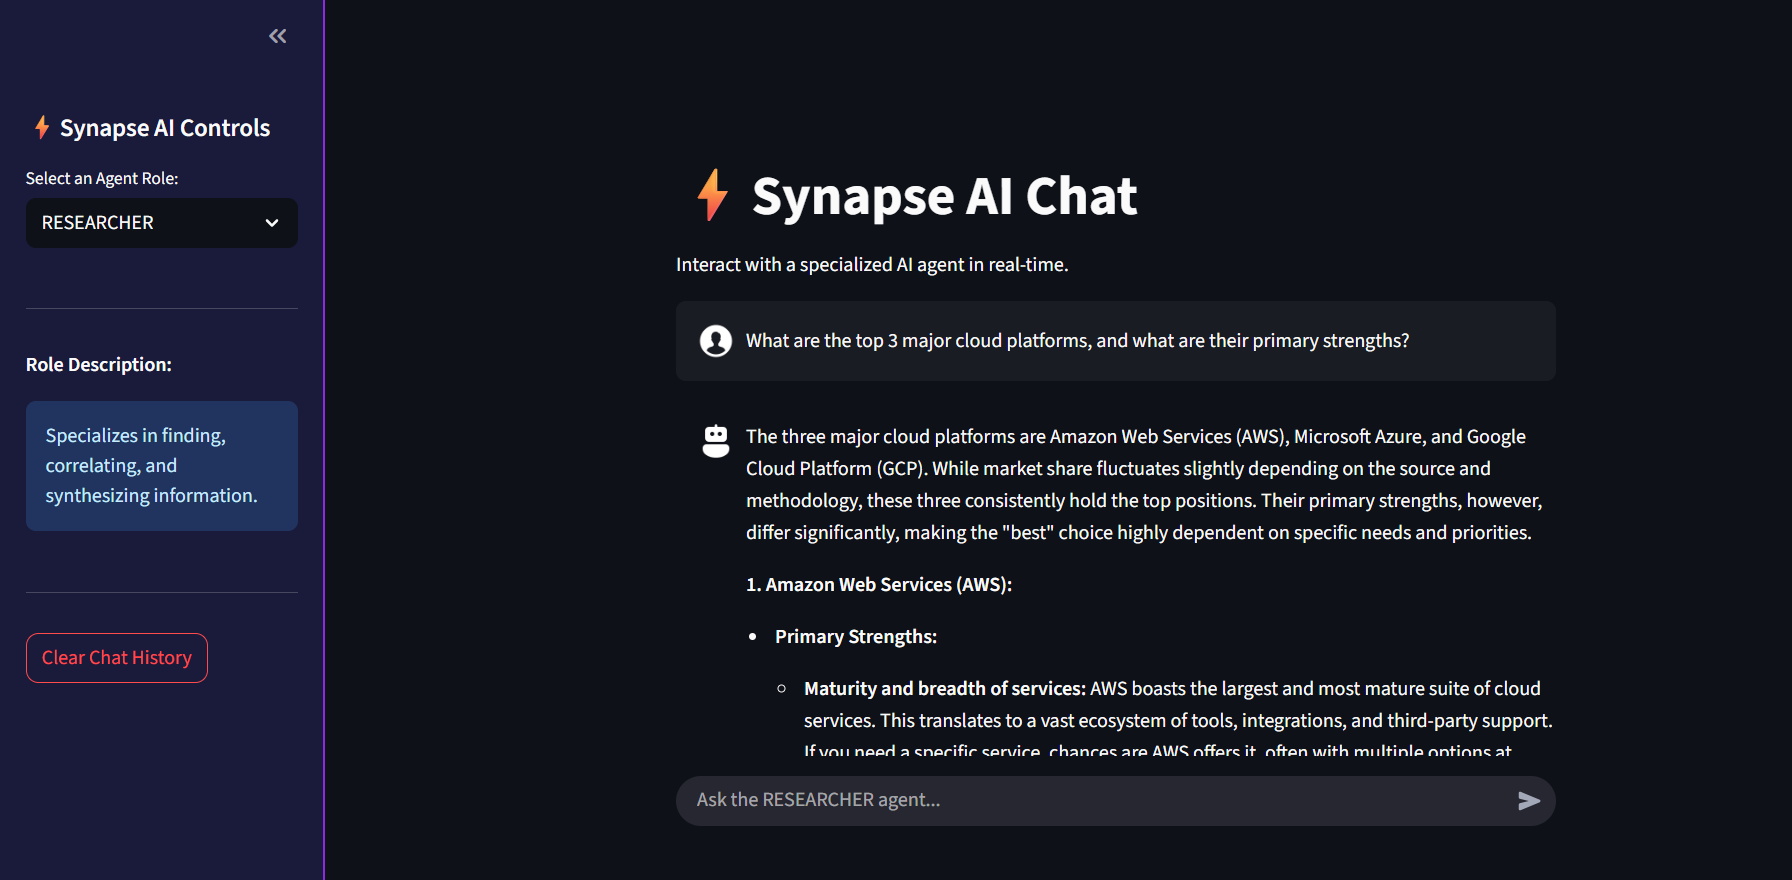 Synapse AI Controls
Select an Agent Role:
RESEARCHER
Role Description:
Specializes in finding,
correlating, and
synthesizing information.
Clear Chat History
Synapse AI Chat
Interact with a specialized AI agent in real-time.
What are the top 3 major cloud platforms, and what are their primary strengths?
The three major cloud platforms are Amazon Web Services (AWS), Microsoft Azure, and Google
Cloud Platform (GCP). While market share fluctuates slightly depending on the source and
methodology, these three consistently hold the top positions. Their primary strengths, however,
differ significantly, making the "best" choice highly dependent on specific needs and priorities.
1. Amazon Web Services (AWS):
• Primary Strengths:
◦ Maturity and breadth of services: AWS boasts the largest and most mature suite of cloud
services. This translates to a vast ecosystem of tools, integrations, and third-party support.
If you need a specific service, chances are AWS offers it, often with multiple options at
Ask the RESEARCHER agent...